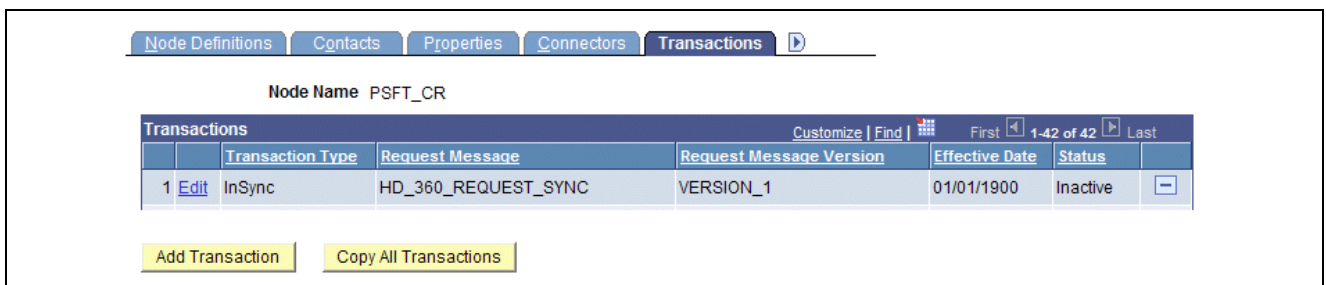 Node Definitions Contacts Properties Connectors Transactions
Node Name PSFT_CR
Transactions Customize | Find | First 1-42 of 42 Last
Transaction Type Request Message Request Message Version Effective Date Status
1 Edit InSync HD_360_REQUEST_SYNC VERSION_1 01/01/1900 Inactive
Add Transaction Copy All Transactions